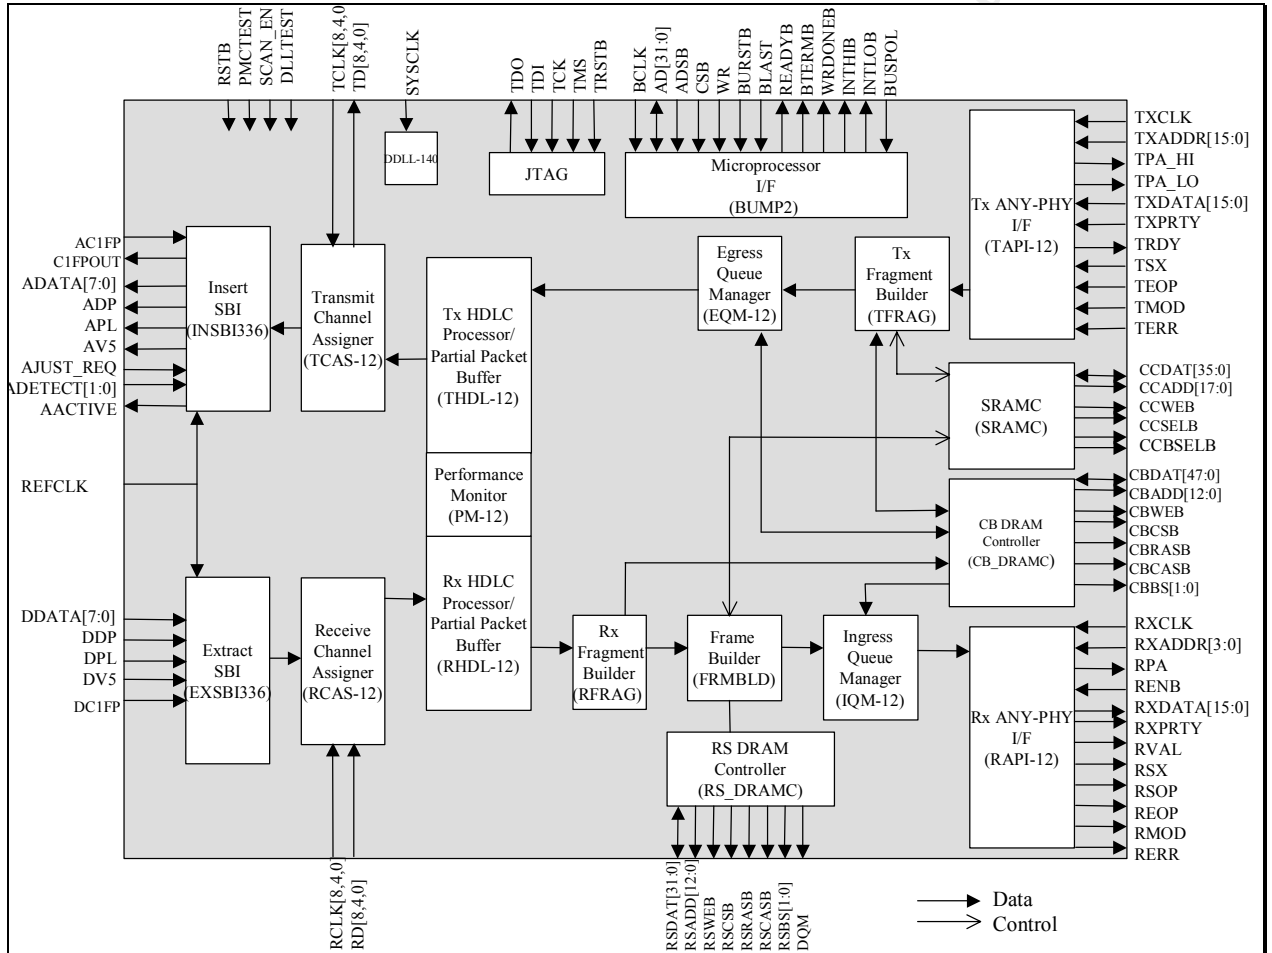 RSTB
PMCTEST
SCAN_EN
DLLTEST
TCLK[8,4,0]
TD[8,4,0]
SYSCLK
TDO
TDI
TCK
TMS
TRSTB
BCLK
AD[31:0]
ADSB
CSB
WR
BURSTB
BLAST
READYB
BTERMB
WRDONEB
INTHIB
INTLOB
BUSPOL
DDLL-140
JTAG
Microprocessor
I/F
(BUMP2)
Tx ANY-PHY
I/F
(TAPI-12)
TXCLK
TXADDR[15:0]
TPA_HI
TPA_LO
TXDATA[15:0]
TXPRTY
TRDY
TSX
TEOP
TMOD
TERR
AC1FP
C1FPOUT
ADATA[7:0]
ADP
APL
AV5
AJUST_REQ
ADETECT[1:0]
AACTIVE
Insert
SBI
(INSBI336)
Transmit
Channel
Assigner
(TCAS-12)
Tx HDLC
Processor/
Partial Packet
Buffer
(THDL-12)
Egress
Queue
Manager
(EQM-12)
Tx
Fragment
Builder
(TFRAG)
SRAMC
(SRAMC)
CCDAT[35:0]
CCADD[17:0]
CCWEB
CCSELB
CCBSELB
REFCLK
Performance
Monitor
(PM-12)
CB DRAM
Controller
(CB_DRAMC)
CBDAT[47:0]
CBADD[12:0]
CBWEB
CBCSB
CBRASB
CBCASB
CBBS[1:0]
DDATA[7:0]
DDP
DPL
DV5
DC1FP
Extract
SBI
(EXSBI336)
Receive
Channel
Assigner
(RCAS-12)
Rx HDLC
Processor/
Partial Packet
Buffer
(RHDL-12)
Rx
Fragment
Builder
(RFRAG)
Frame
Builder
(FRMBLD)
Ingress
Queue
Manager
(IQM-12)
Rx ANY-PHY
I/F
(RAPI-12)
RXCLK
RXADDR[3:0]
RPA
RENB
RXDATA[15:0]
RXPRTY
RVAL
RSX
RSOP
REOP
RMOD
RERR
RS DRAM
Controller
(RS_DRAMC)
RCLK[8,4,0]
RD[8,4,0]
RSDAT[31:0]
RSADD[12:0]
RSWEB
RSCSB
RSRASB
RSCASB
RSBS[1:0]
DQM
Data
Control